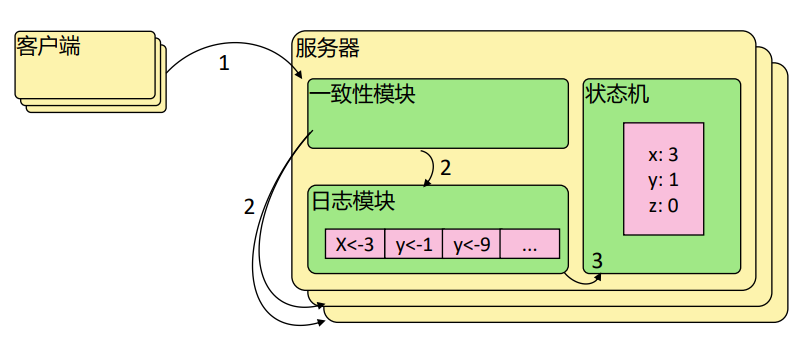 客户端
服务器
1
一致性模块
状态机
x: 3
y: 1
z: 0
2
2
日志模块
X<-3 y<-1 y<-9 ...
3